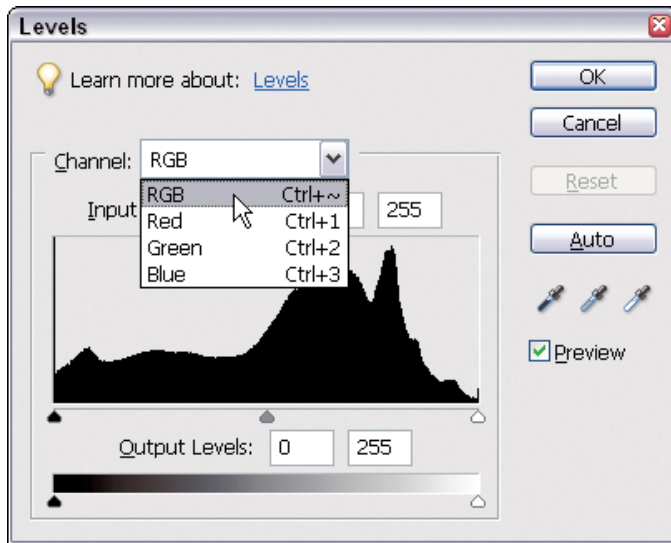 Levels
Learn more about: Levels
OK
Cancel
Channel: RGB
Reset
RGB Ctrl+~
Input 255
Red Ctrl+1
Auto
Green Ctrl+2
Blue Ctrl+3
Preview
Output Levels: 0 255